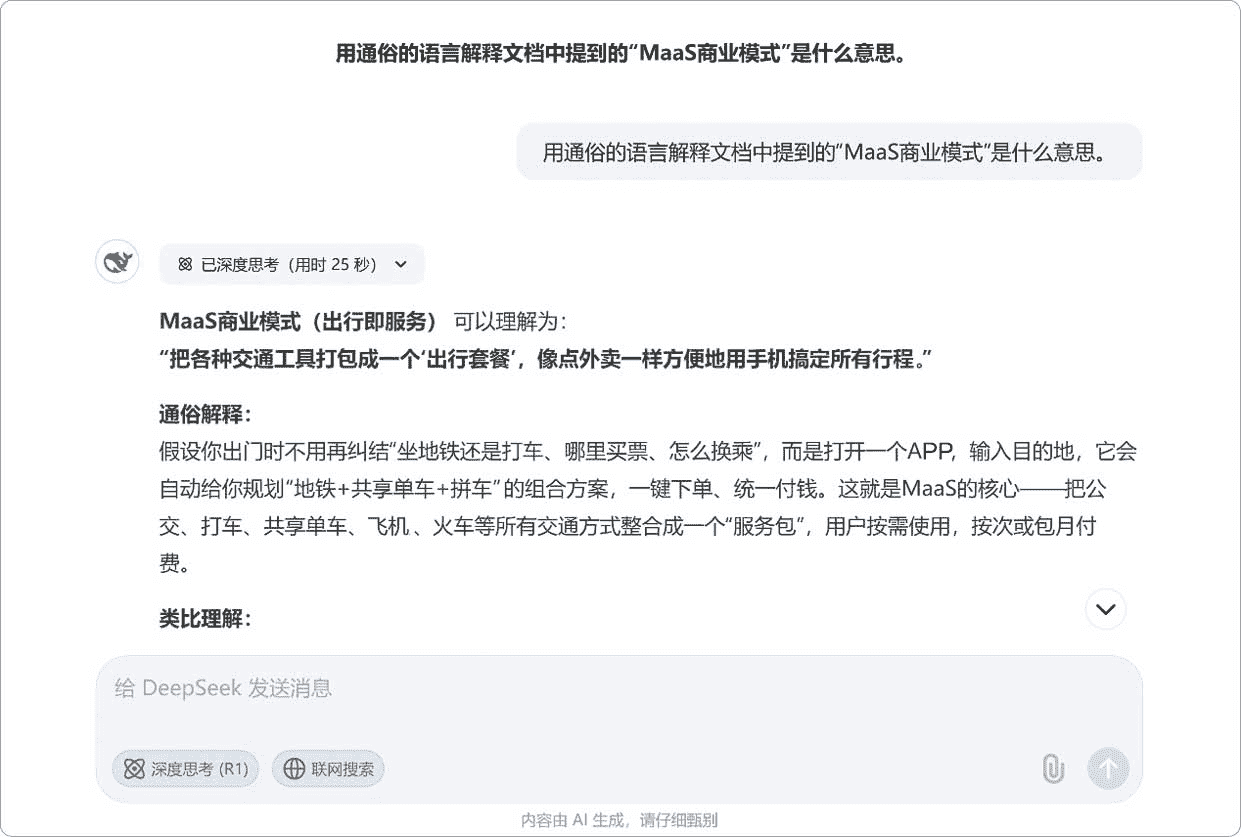 用通俗的语言解释文档中提到的“MaaS商业模式”是什么意思。
用通俗的语言解释文档中提到的“MaaS商业模式”是什么意思。
已深度思考（用时 25 秒）
MaaS商业模式（出行即服务） 可以理解为：
“把各种交通工具打包成一个‘出行套餐’，像点外卖一样方便地用手机搞定所有行程。”
通俗解释：
假设你出门时不用再纠结“坐地铁还是打车、哪里买票、怎么换乘”，而是打开一个APP，输入目的地，它会
自动给你规划“地铁+共享单车+拼车”的组合方案，一键下单、统一付钱。这就是MaaS的核心——把公
交、打车、共享单车、飞机、火车等所有交通方式整合成一个“服务包”，用户按需使用，按次或包月付
费。
类比理解：
给 DeepSeek 发送消息
深度思考 (R1) 联网搜索
内容由 AI 生成，请仔细甄别